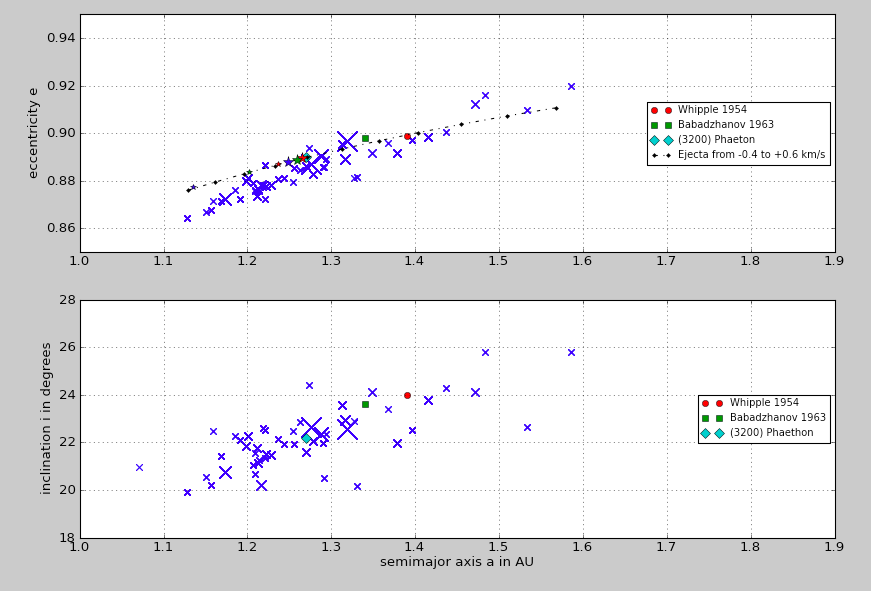 eccentricity e
0.94
0.92
0.90
0.88
0.86
Whipple 1954
Babadzhanov 1963
(3200) Phaeton
Ejecta from -0.4 to +0.6 km/s
1.0 1.1 1.2 1.3 1.4 1.5 1.6 1.7 1.8 1.9
inclination i in degrees
28
26
24
22
20
18
Whipple 1954
Babadzhanov 1963
(3200) Phaethon
1.0 1.1 1.2 1.3 1.4 1.5 1.6 1.7 1.8 1.9
semimajor axis a in AU